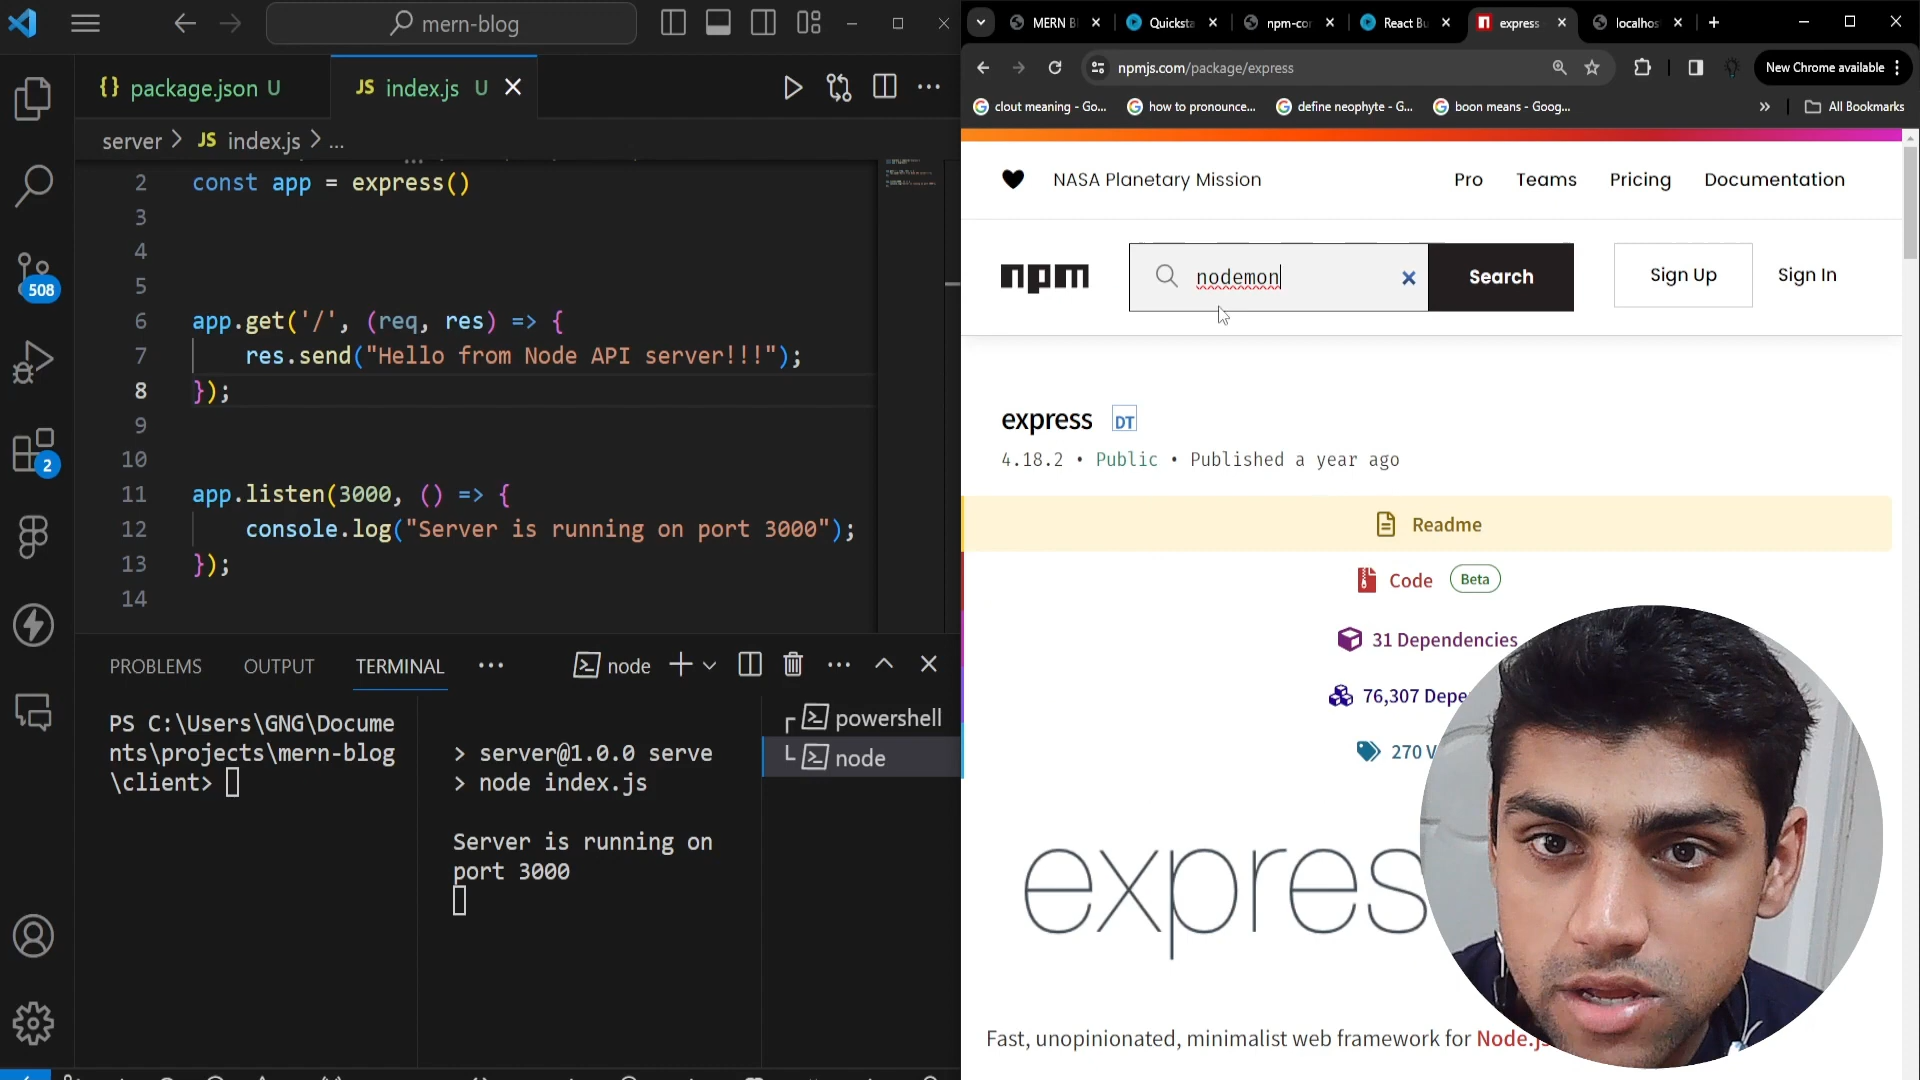 mern-blog
{} package.json U
JS index.js U
server > JS index.js > ...
2 const app = express()
3
4
5
6 app.get('/', (req, res) => {
7 res.send("Hello from Node API server!!!");
8 });
9
10
11 app.listen(3000, () => {
12 console.log("Server is running on port 3000");
13 });
14
508
2
PROBLEMS OUTPUT TERMINAL ... node
PS C:\Users\GNG\Docume
nts\projects\mern-blog
\client>
> server@1.0.0 serve
> node index.js
Server is running on
port 3000
powershell
node
MERN B
Quicksta
npm-con
React Bu
express
localhos
npmjs.com/package/express
New Chrome available
clout meaning - Go...
how to pronounce...
define neophyte - G...
boon means - Goog...
All Bookmarks
NASA Planetary Mission
Pro Teams Pricing Documentation
npm
nodemon
Search
Sign Up
Sign In
express DT
4.18.2 • Public • Published a year ago
Readme
Code Beta
31 Dependencies
76,307 Depe
270 V
expres
Fast, unopinionated, minimalist web framework for Node.js